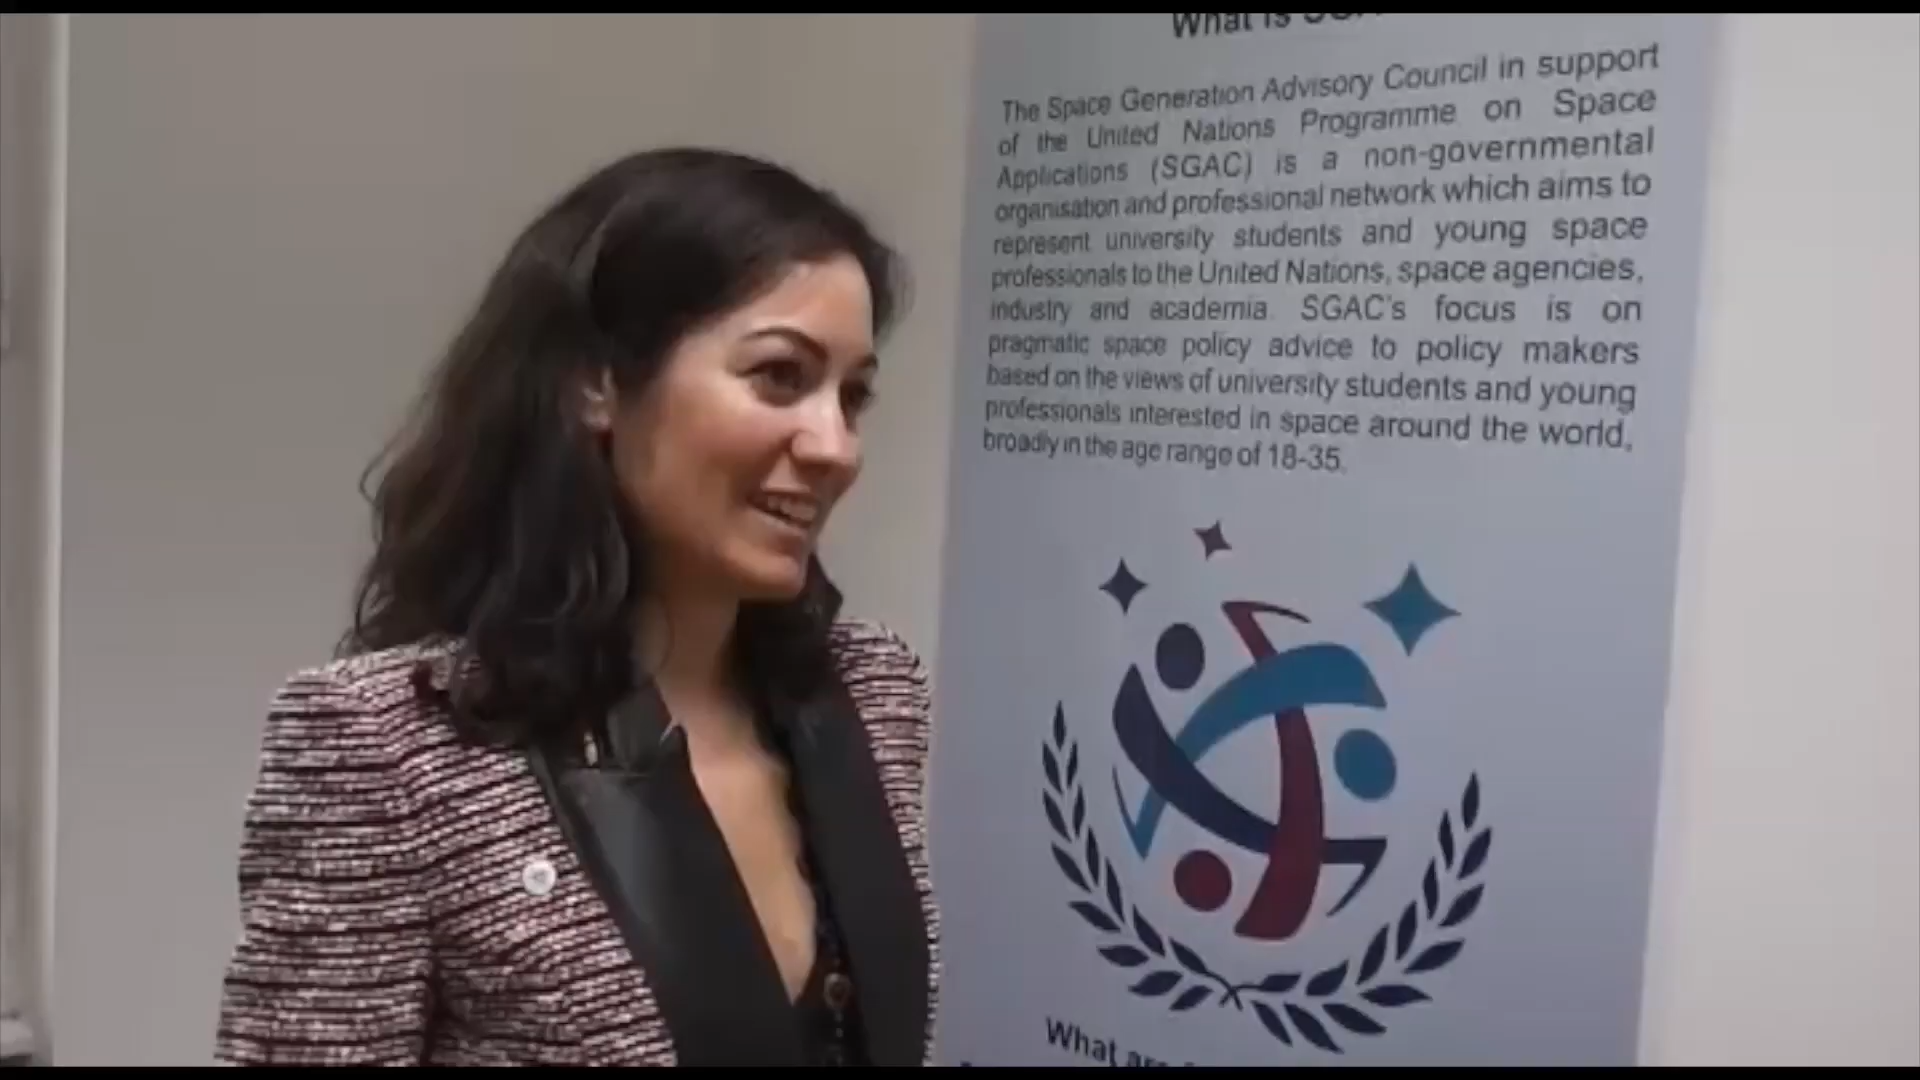 What is
The Space Generation Advisory Council in support
of the United Nations Programme on Space
Applications (SGAC) is a non-governmental
organisation and professional network which aims to
represent university students and young space
professionals to the United Nations, space agencies,
industry and academia. SGAC's focus is on
pragmatic space policy advice to policy makers
based on the views of university students and young
professionals interested in space around the world,
broadly in the age range of 18-35.
What are